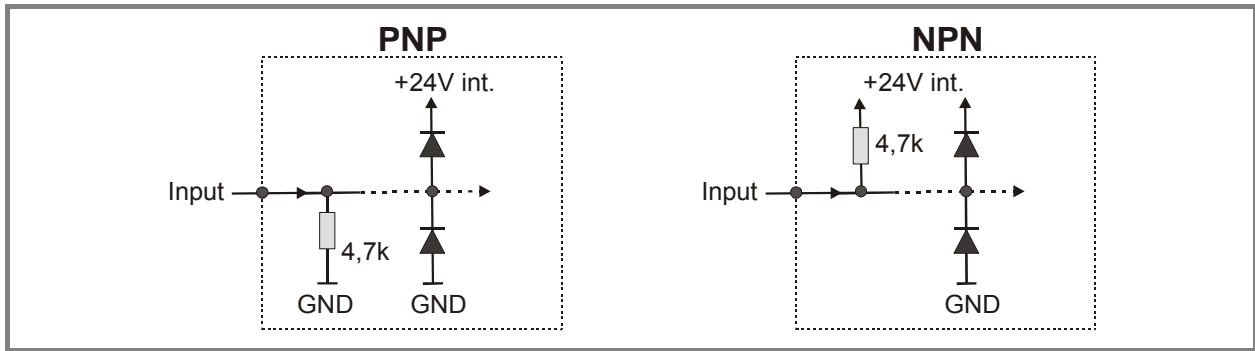 PNP
+24V int.
Input
4,7k
GND
GND
NPN
+24V int.
4,7k
Input
GND